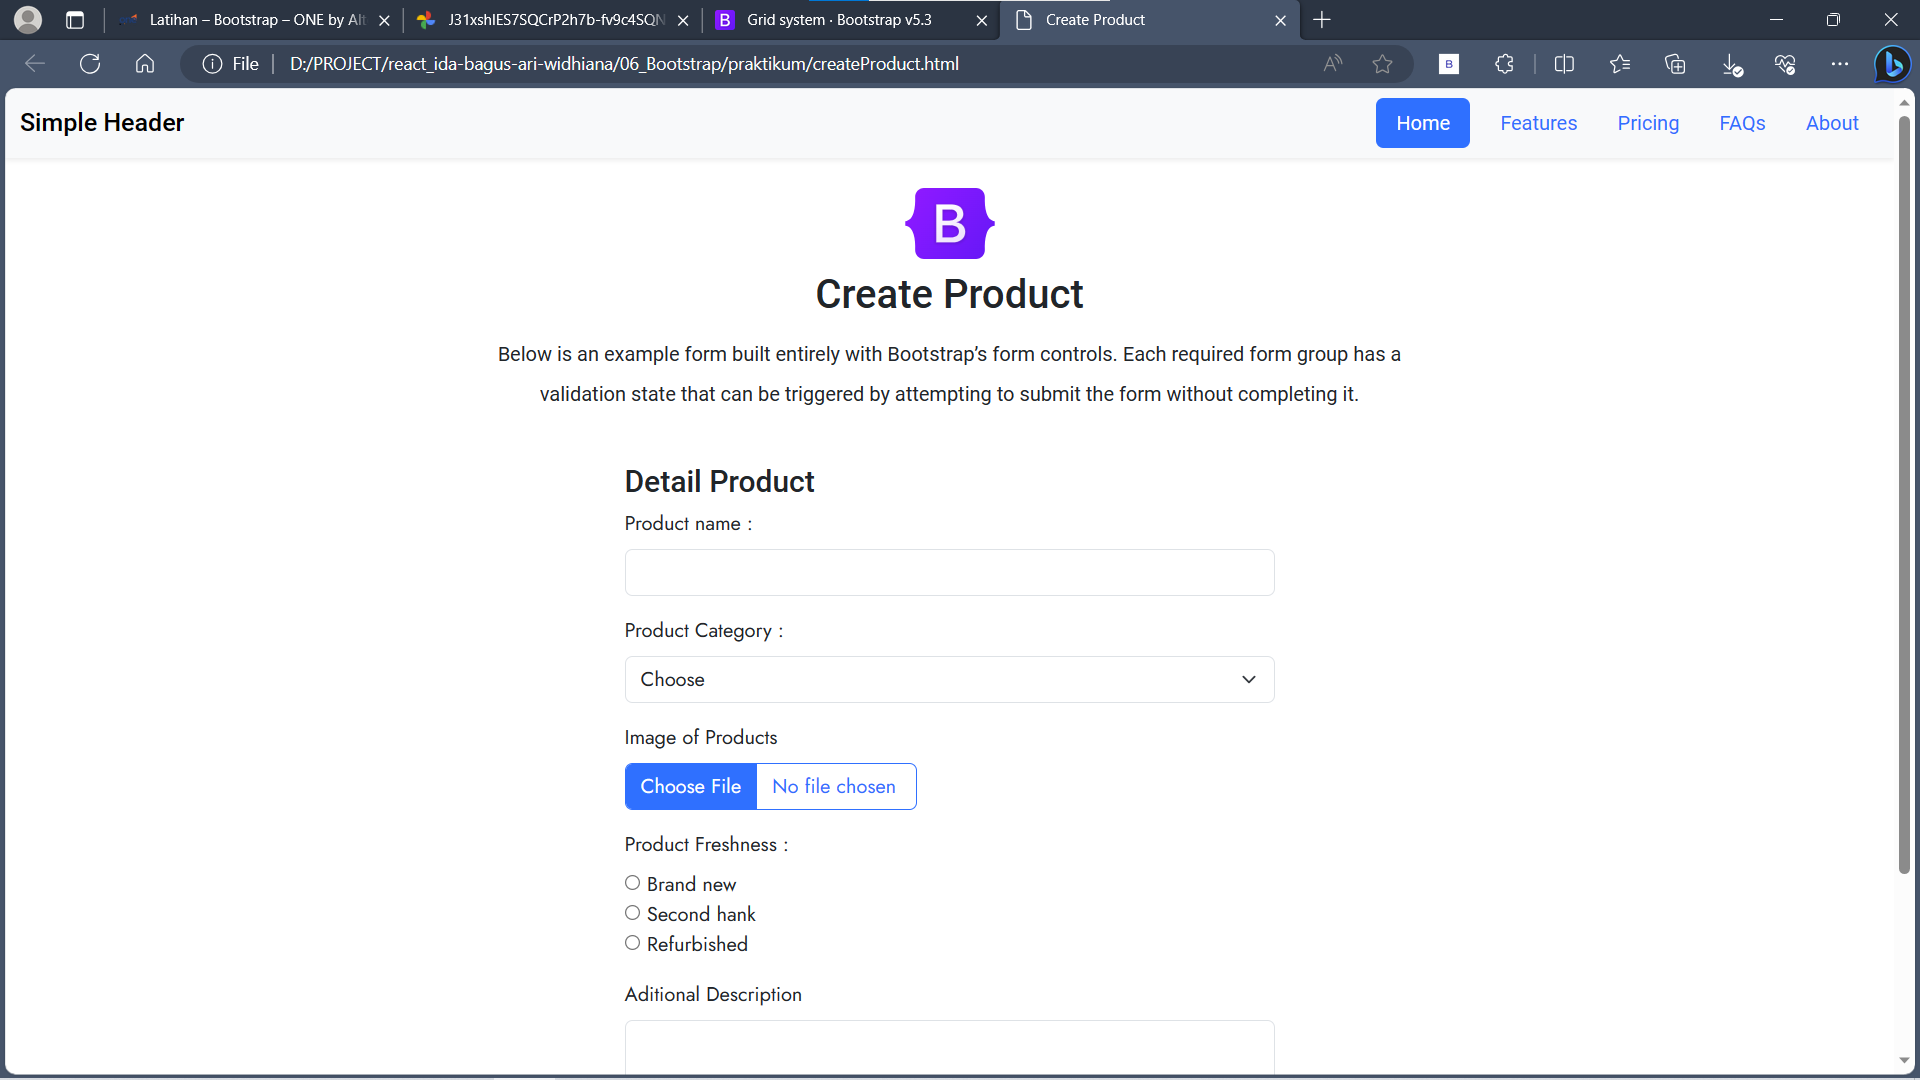 Latihan – Bootstrap – ONE by Alt
J31xshlES7SQCrP2h7b-fv9c4SQN
B Grid system · Bootstrap v5.3
Create Product
File D:/PROJECT/react_ida-bagus-ari-widhiana/06_Bootstrap/praktikum/createProduct.html
B
Simple Header
Home
Features
Pricing
FAQs
About
B
Create Product
Below is an example form built entirely with Bootstrap’s form controls. Each required form group has a
validation state that can be triggered by attempting to submit the form without completing it.
Detail Product
Product name :
Product Category :
Choose
Image of Products
Choose File No file chosen
Product Freshness :
Brand new
Second hank
Refurbished
Aditional Description